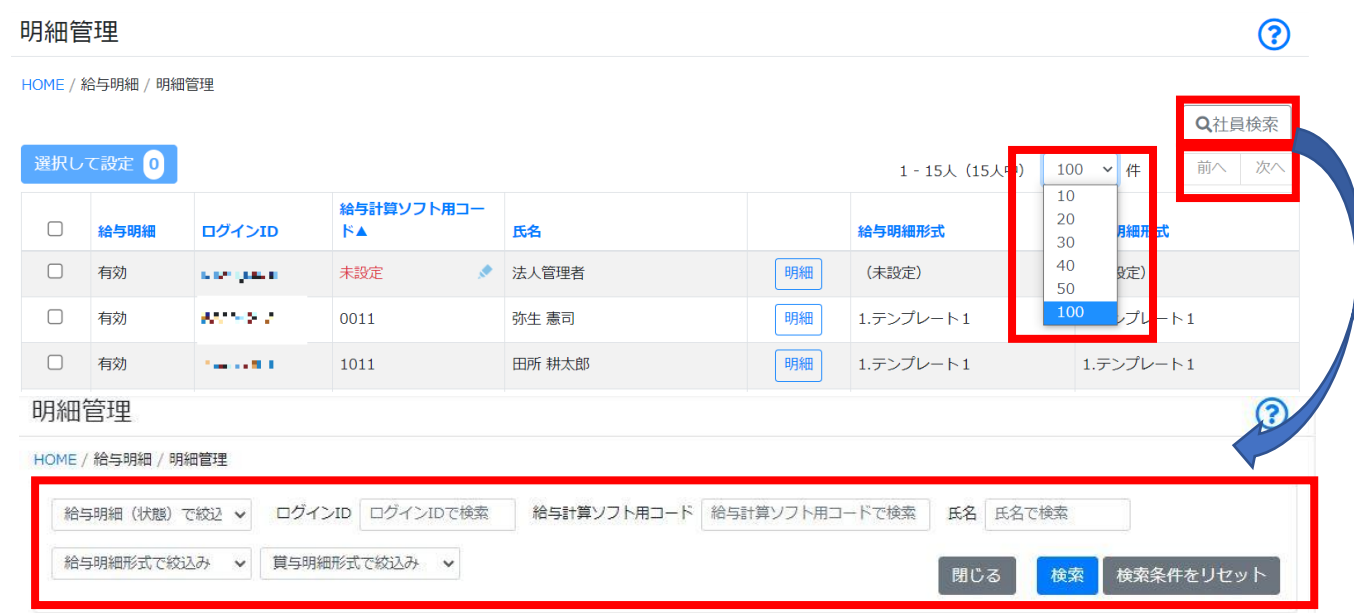 明細管理
HOME / 給与明細 / 明細管理
社員検索
選択して設定 0
1 - 15人（15人中） 100 件 前へ 次へ
10
20
30
40
50
100
給与明細 ログインID 給与計算ソフト用コード▲ 氏名 給与明細形式 明細形式
有効 未設定 法人管理者 明細 （未設定） 設定）
有効 0011 弥生 憲司 明細 1.テンプレート1 プレート1
有効 1011 田所 耕太郎 明細 1.テンプレート1 1.テンプレート1
明細管理
HOME / 給与明細 / 明細管理
給与明細（状態）で絞込 ログインID ログインIDで検索 給与計算ソフト用コード 給与計算ソフト用コードで検索 氏名 氏名で検索
給与明細形式で絞込み 賞与明細形式で絞込み 閉じる 検索 検索条件をリセット